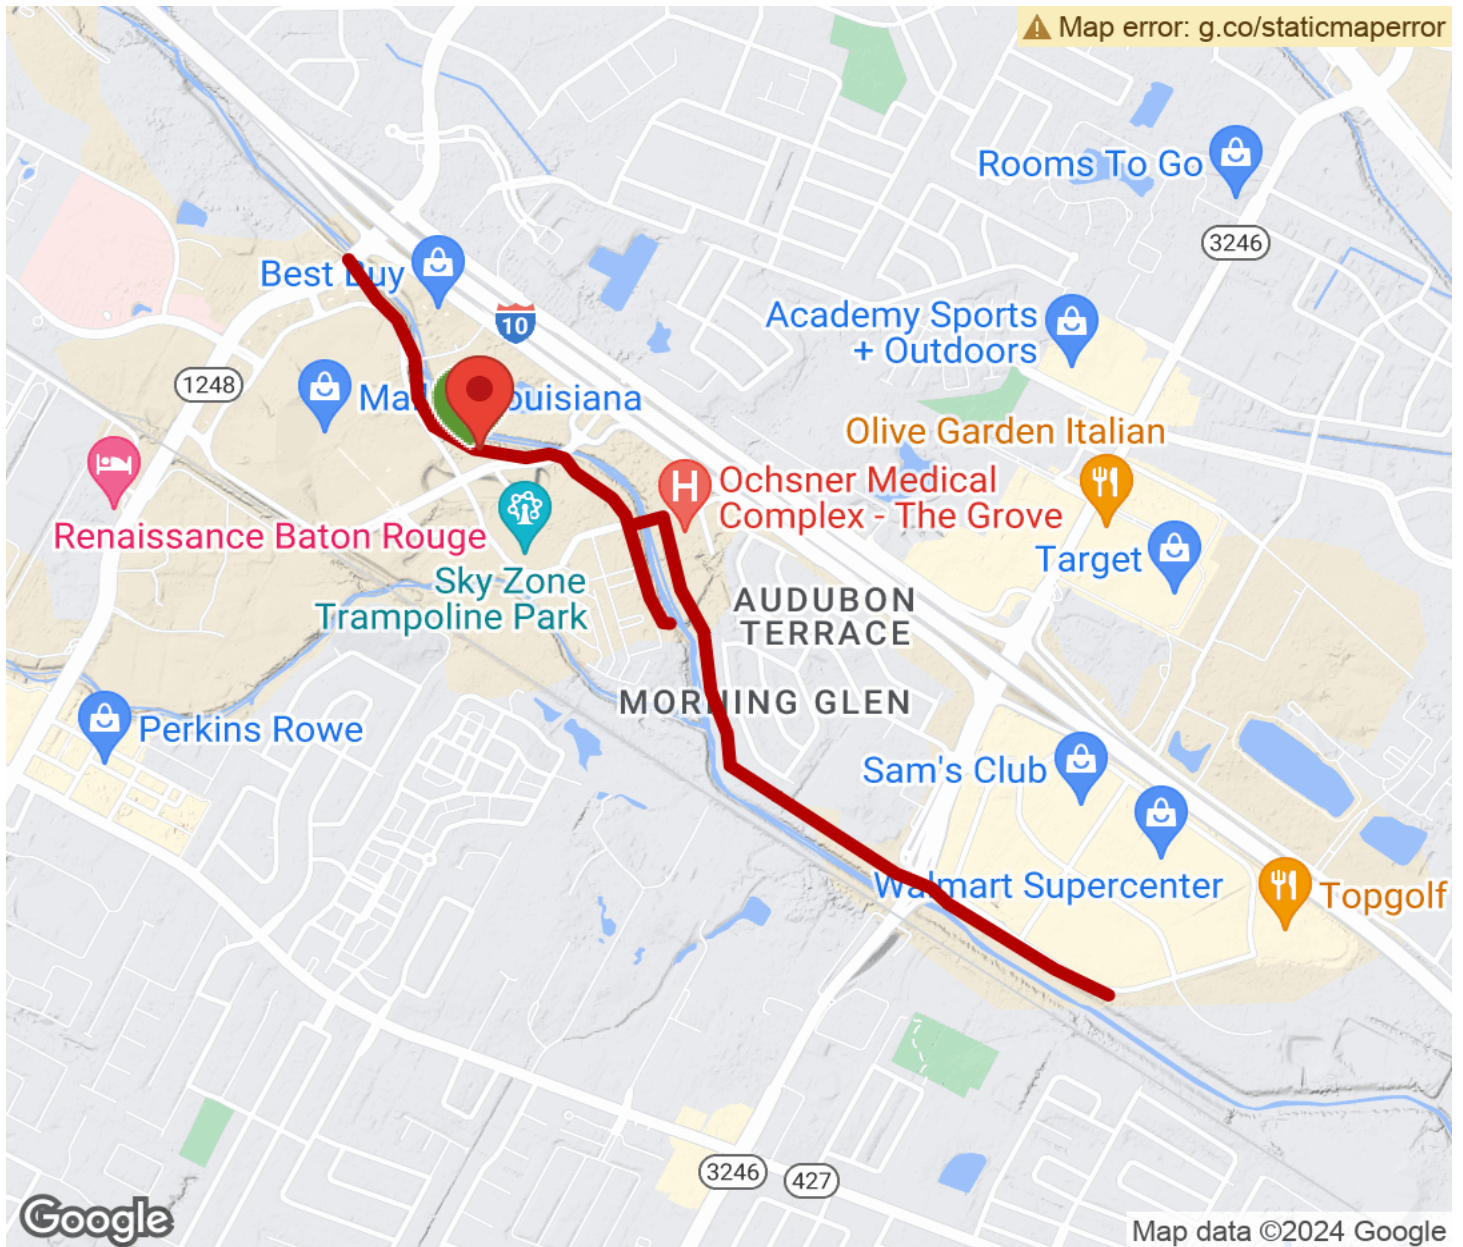 Map error: g.co/staticmaperror
Rooms To Go
3246
Best Buy
10
Academy Sports
+ Outdoors
1248
Mall Louisiana
Olive Garden Italian
Ochsner Medical
Complex - The Grove
H
Renaissance Baton Rouge
Target
Sky Zone
Trampoline Park
AUDUBON
TERRACE
MORNING GLEN
Perkins Rowe
Sam's Club
Walmart Supercenter
Topgolf
3246
427
Google
Map data ©2024 Google